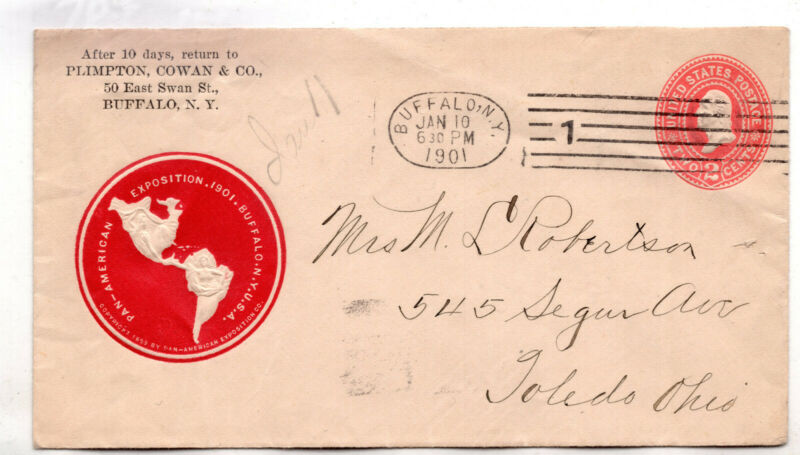 After 10 days, return to
PLIMPTON, COWAN & CO.,
50 East Swan St.,
BUFFALO, N. Y.
BUFFALO, N.Y.
JAN 10
630 PM
1901
1
UNITED STATES POSTAGE
TWO 2 CENTS
PAN-AMERICAN EXPOSITION. 1901. BUFFALO, N.Y. U.S.A.
COPYRIGHT 1899 BY PAN-AMERICAN EXPOSITION CO.
Mrs M. L Robertson
545 Segur Ave
Toledo Ohio